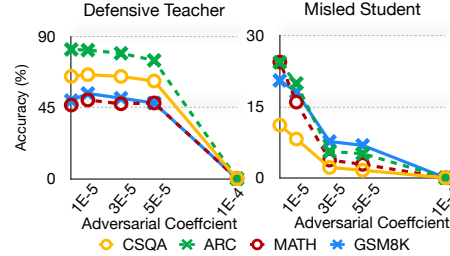 Defensive Teacher
Misled Student
Accuracy (%)
90
45
0
1E-5
3E-5
5E-5
1E-4
Adversarial Coeffcient
30
15
0
1E-5
3E-5
5E-5
Adversarial Coeffcient
CSQA
ARC
MATH
GSM8K